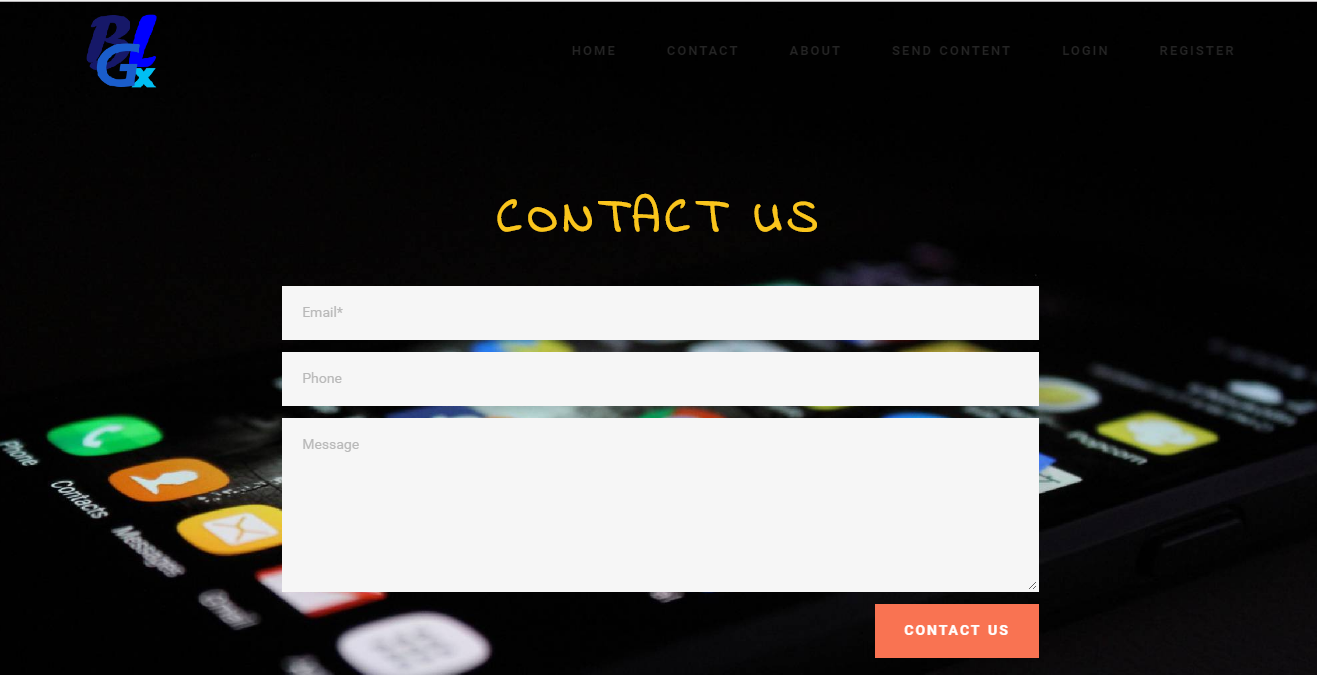 BLGx
HOME CONTACT ABOUT SEND CONTENT LOGIN REGISTER
CONTACT US
Email*
Phone
Message
Phone
Contacts
Messages
Email
Popcorn
CONTACT US